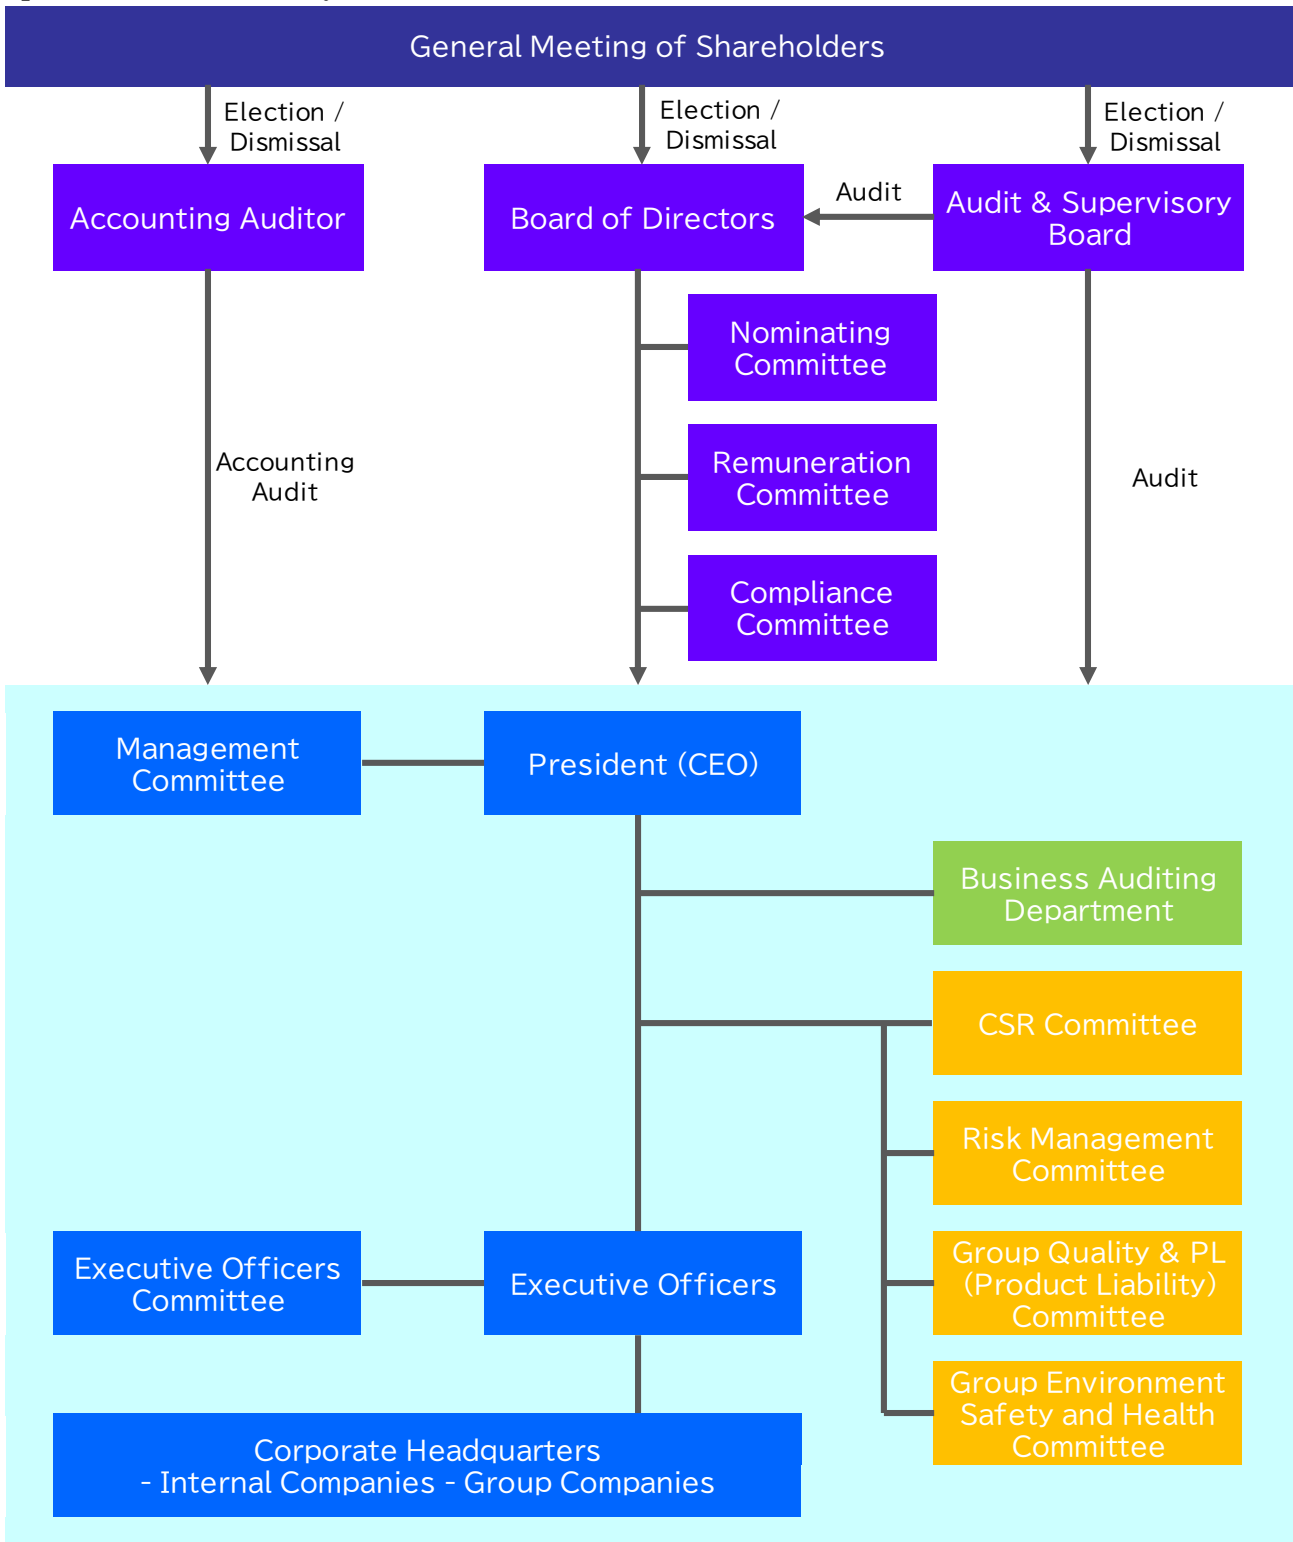 General Meeting of Shareholders
Election /
Dismissal
Election /
Dismissal
Election /
Dismissal
Accounting Auditor
Board of Directors
Audit
Audit & Supervisory
Board
Nominating
Committee
Remuneration
Committee
Accounting
Audit
Audit
Compliance
Committee
Management
Committee
President (CEO)
Business Auditing
Department
CSR Committee
Risk Management
Committee
Executive Officers
Committee
Executive Officers
Group Quality & PL
(Product Liability)
Committee
Group Environment
Safety and Health
Committee
Corporate Headquarters
- Internal Companies - Group Companies